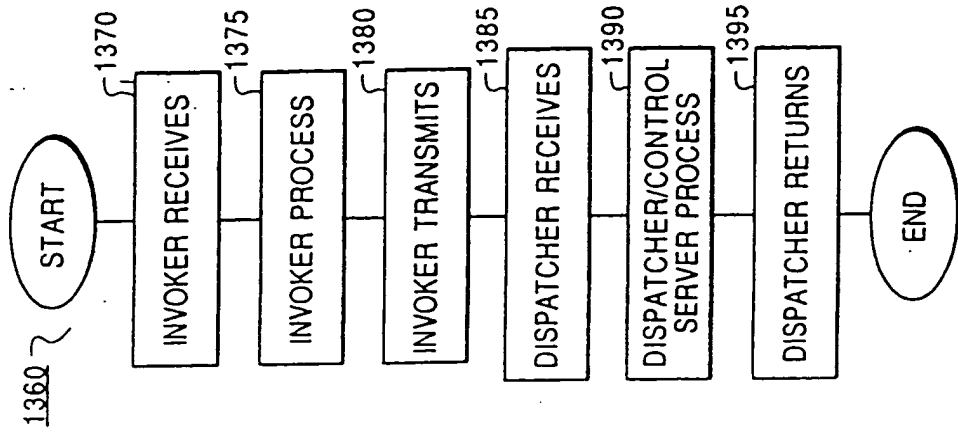 1360
START
1370
INVOKER RECEIVES
1375
INVOKER PROCESS
1380
INVOKER TRANSMITS
1385
DISPATCHER RECEIVES
1390
DISPATCHER/CONTROL
SERVER PROCESS
1395
DISPATCHER RETURNS
END